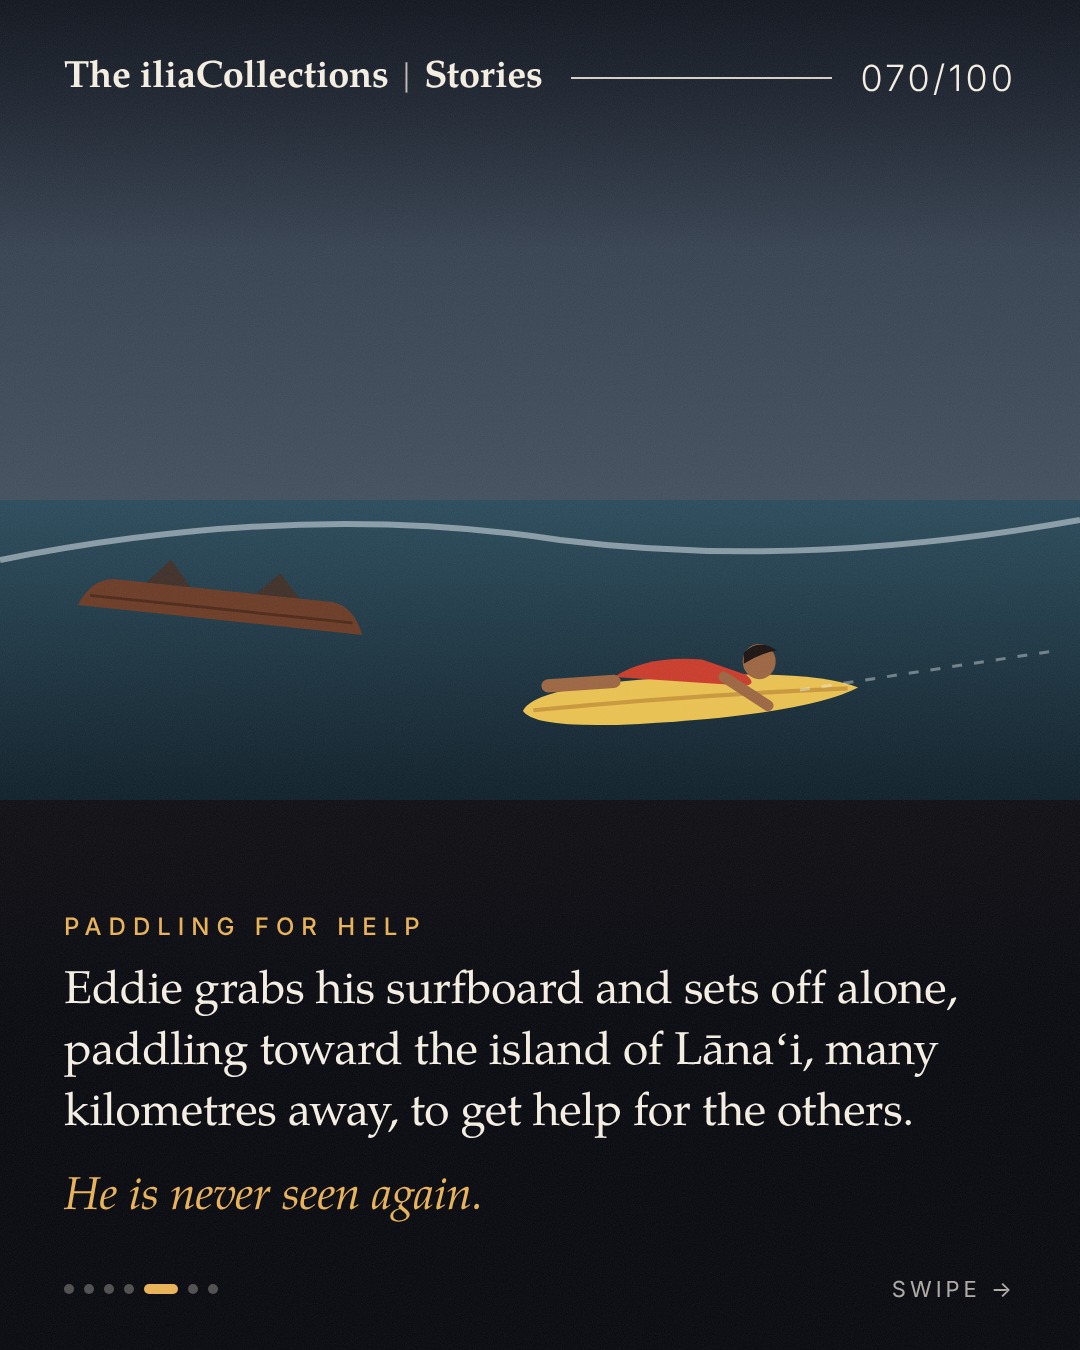 The iliaCollections | Stories 070/100
PADDLING FOR HELP
Eddie grabs his surfboard and sets off alone,
paddling toward the island of Lānaʻi, many
kilometres away, to get help for the others.
He is never seen again.
SWIPE →